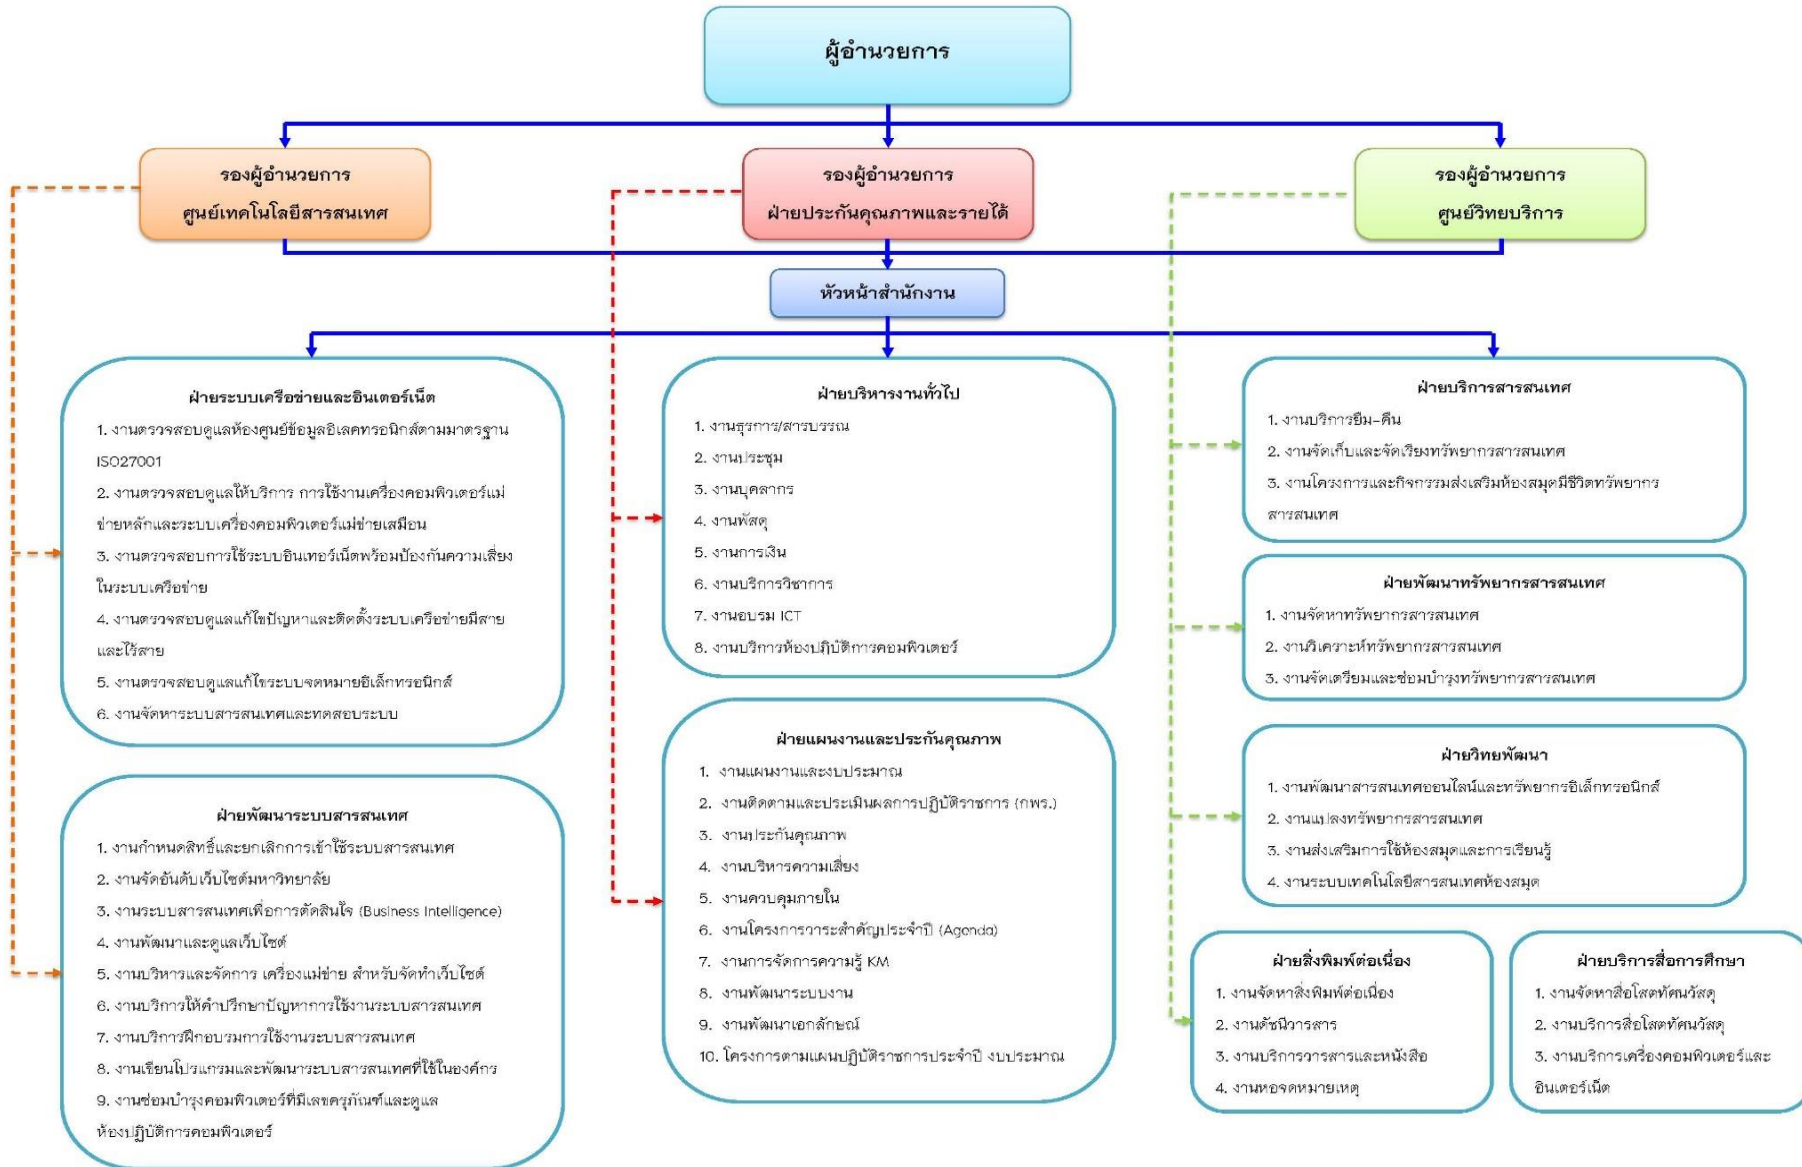 ผู้อำนวยการ
รองผู้อำนวยการ
ศูนย์เทคโนโลยีสารสนเทศ
รองผู้อำนวยการ
ฝ่ายประกันคุณภาพและรายได้
รองผู้อำนวยการ
ศูนย์วิทยบริการ
หัวหน้าสำนักงาน
ฝ่ายระบบเครือข่ายและอินเตอร์เน็ต
1. งานตรวจสอบดูแลห้องศูนย์ข้อมูลอิเลคทรอนิกส์ตามมาตรฐาน
ISO27001
2. งานตรวจสอบดูแลให้บริการ การใช้งานเครื่องคอมพิวเตอร์แม่
ข่ายหลักและระบบเครื่องคอมพิวเตอร์แม่ข่ายเสมือน
3. งานตรวจสอบการใช้ระบบอินเทอร์เน็ตพร้อมป้องกันความเสี่ยง
ในระบบเครือข่าย
4. งานตรวจสอบดูแลแก้ไขปัญหาและติดตั้งระบบเครือข่ายมีสาย
และไร้สาย
5. งานตรวจสอบดูแลแก้ไขระบบจดหมายอิเล็กทรอนิกส์
6. งานจัดหาระบบสารสนเทศและทดสอบระบบ
ฝ่ายพัฒนาระบบสารสนเทศ
1. งานกำหนดสิทธิ์และยกเลิกการเข้าใช้ระบบสารสนเทศ
2. งานจัดอันดับเว็บไซต์มหาวิทยาลัย
3. งานระบบสารสนเทศเพื่อการตัดสินใจ (Business Intelligence)
4. งานพัฒนาและดูแลเว็บไซต์
5. งานบริหารและจัดการ เครื่องแม่ข่าย สำหรับจัดทำเว็บไซต์
6. งานบริการให้คำปรึกษาปัญหาการใช้งานระบบสารสนเทศ
7. งานบริการฝึกอบรมการใช้งานระบบสารสนเทศ
8. งานเขียนโปรแกรมและพัฒนาระบบสารสนเทศที่ใช้ในองค์กร
9. งานซ่อมบำรุงคอมพิวเตอร์ที่มีเลขครุภัณฑ์และดูแล
ห้องปฏิบัติการคอมพิวเตอร์
ฝ่ายบริหารงานทั่วไป
1. งานธุรการ/สารบรรณ
2. งานประชุม
3. งานบุคลากร
4. งานพัสดุ
5. งานการเงิน
6. งานบริการวิชาการ
7. งานอบรม ICT
8. งานบริการห้องปฏิบัติการคอมพิวเตอร์
ฝ่ายแผนงานและประกันคุณภาพ
1. งานแผนงานและงบประมาณ
2. งานติดตามและประเมินผลการปฏิบัติราชการ (กพร.)
3. งานประกันคุณภาพ
4. งานบริหารความเสี่ยง
5. งานควบคุมภายใน
6. งานโครงการวาระสำคัญประจำปี (Agenda)
7. งานการจัดการความรู้ KM
8. งานพัฒนาระบบงาน
9. งานพัฒนาเอกลักษณ์
10. โครงการตามแผนปฏิบัติราชการประจำปี งบประมาณ
ฝ่ายบริการสารสนเทศ
1. งานบริการยืม-คืน
2. งานจัดเก็บและจัดเรียงทรัพยากรสารสนเทศ
3. งานโครงการและกิจกรรมส่งเสริมห้องสมุดมีชีวิตทรัพยากร
สารสนเทศ
ฝ่ายพัฒนาทรัพยากรสารสนเทศ
1. งานจัดหาทรัพยากรสารสนเทศ
2. งานวิเคราะห์ทรัพยากรสารสนเทศ
3. งานจัดเตรียมและซ่อมบำรุงทรัพยากรสารสนเทศ
ฝ่ายวิทยพัฒนา
1. งานพัฒนาสารสนเทศออนไลน์และทรัพยากรอิเล็กทรอนิกส์
2. งานแปลงทรัพยากรสารสนเทศ
3. งานส่งเสริมการใช้ห้องสมุดและการเรียนรู้
4. งานระบบเทคโนโลยีสารสนเทศห้องสมุด
ฝ่ายสิ่งพิมพ์ต่อเนื่อง
1. งานจัดหาสิ่งพิมพ์ต่อเนื่อง
2. งานดัชนีวารสาร
3. งานบริการวารสารและหนังสือ
4. งานหอจดหมายเหตุ
ฝ่ายบริการสื่อการศึกษา
1. งานจัดหาสื่อโสตทัศนวัสดุ
2. งานบริการสื่อโสตทัศนวัสดุ
3. งานบริการเครื่องคอมพิวเตอร์และ
อินเตอร์เน็ต